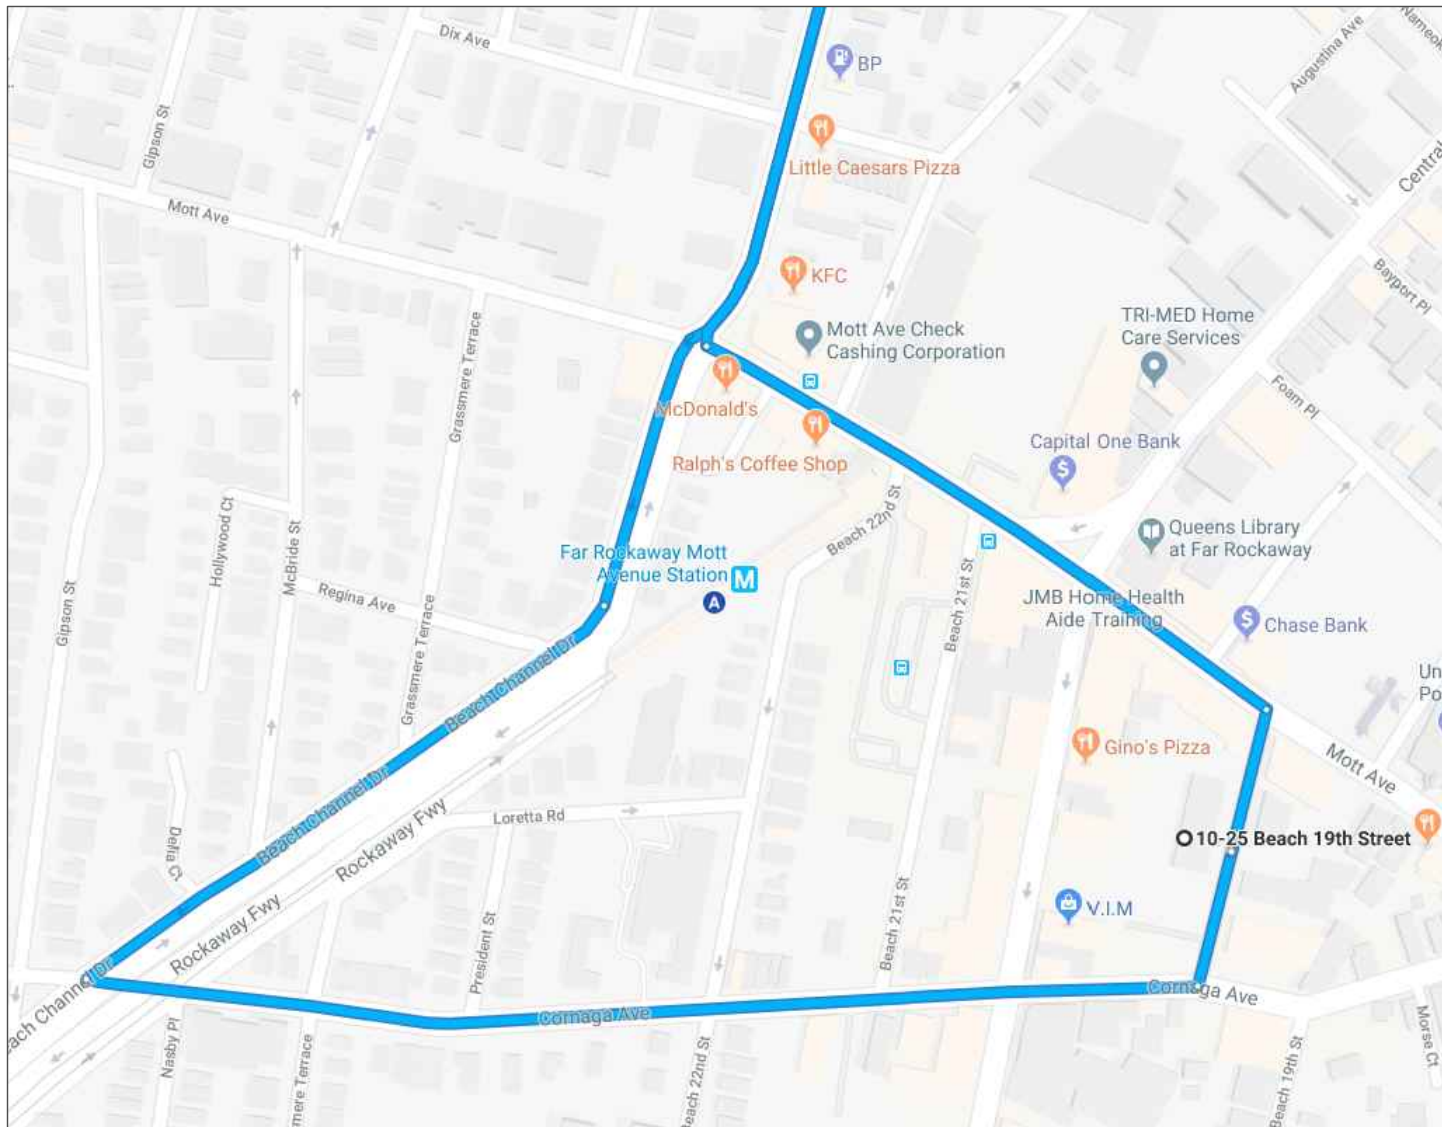 Dix Ave
BP
Augustina Ave
Gipson St
Little Caesars Pizza
Central
Mott Ave
KFC
Bayport Pl
TRI-MED Home
Care Services
Mott Ave Check
Cashing Corporation
Grassmere Terrace
Foam Pl
McDonald's
Ralph's Coffee Shop
Capital One Bank
Beach 22nd St
Hollywood Ct
McBride St
Queens Library
at Far Rockaway
Far Rockaway Mott
Avenue Station
M
A
Beach 21st St
Regina Ave
JMB Home Health
Aide Training
Chase Bank
Gipson St
Grassmere Terrace
Beach Channel Dr
Un
Po
Gino's Pizza
Mott Ave
Beach Channel Dr
Rockaway Fwy
Loretta Rd
Delia Ct
10-25 Beach 19th Street
V.I.M
Rockaway Fwy
President St
Beach 21st St
each Channel Dr
Cornaga Ave
Cornaga Ave
Nasby Pl
mere Terrace
Beach 22nd St
Beach 19th St
Morse Ct